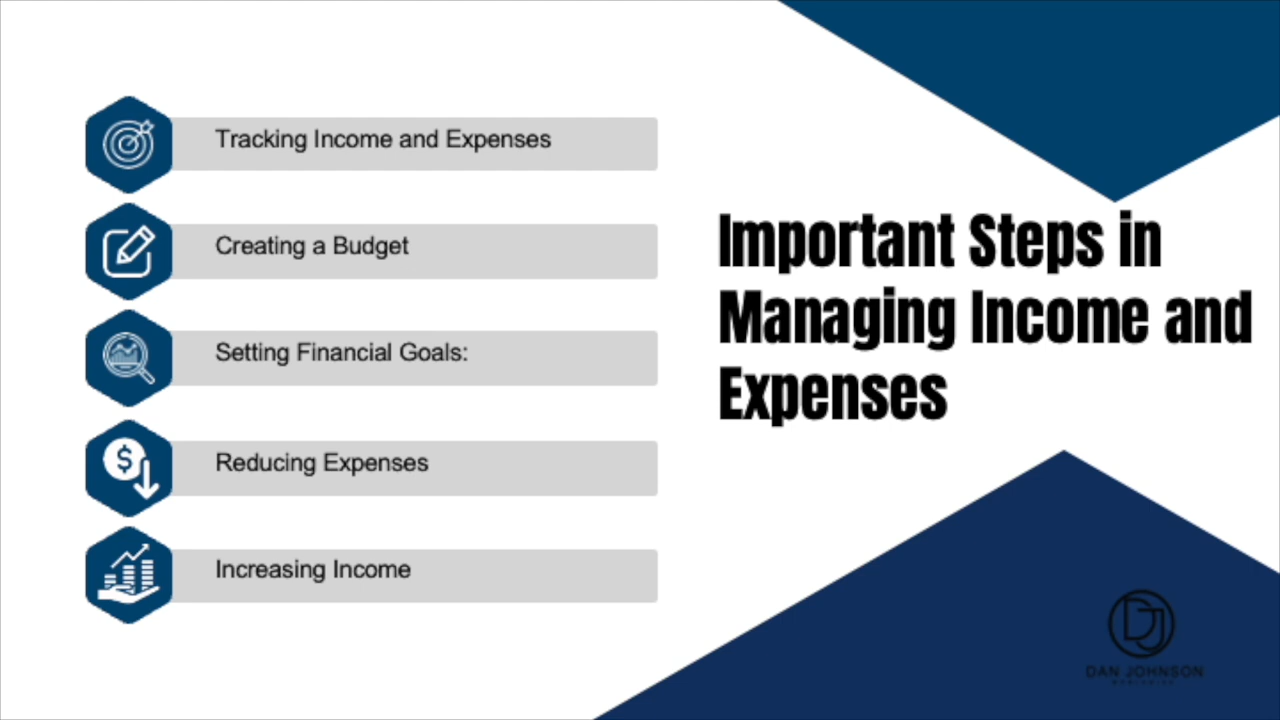 Tracking Income and Expenses
Creating a Budget
Setting Financial Goals:
Reducing Expenses
Increasing Income
Important Steps in
Managing Income and
Expenses
DJ
DAN JOHNSON